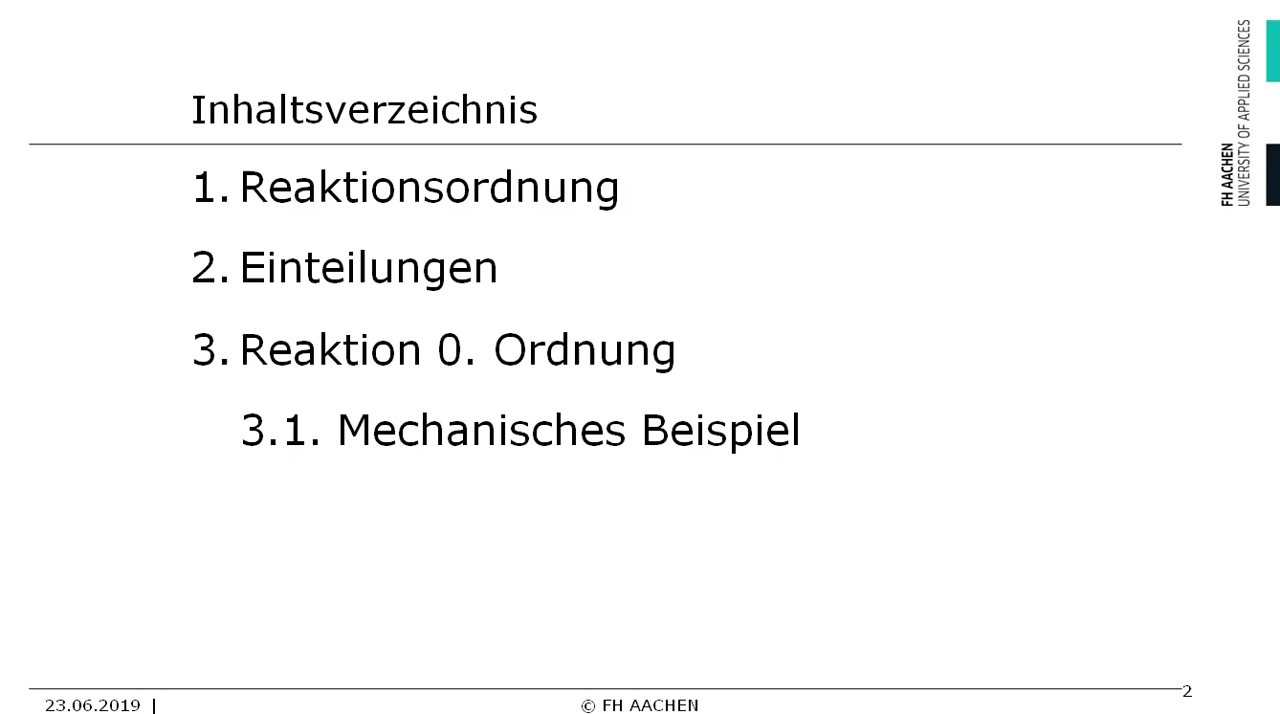 Inhaltsverzeichnis
1. Reaktionsordnung
2. Einteilungen
3. Reaktion 0. Ordnung
3.1. Mechanisches Beispiel
FH AACHEN
UNIVERSITY OF APPLIED SCIENCES
23.06.2019 |
© FH AACHEN
2